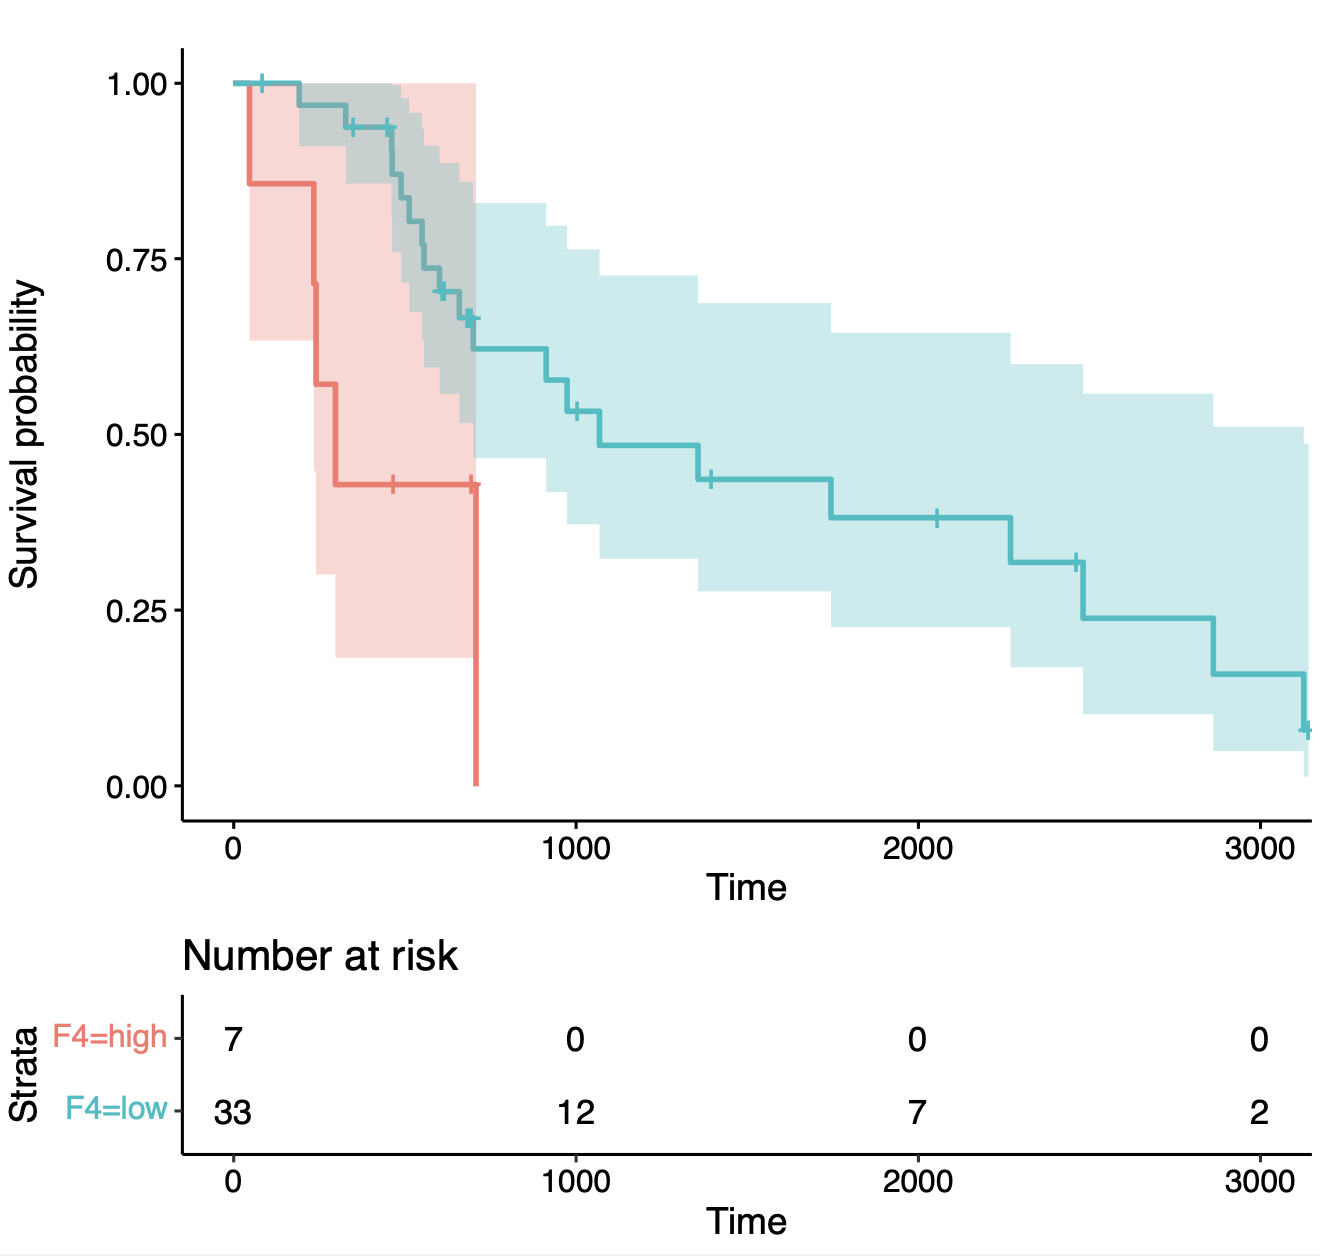 1.00
0.75
0.50
0.25
0.00
Survival probability
0 1000 2000 3000
Time
Number at risk
Strata
F4=high 7 0 0 0
F4=low 33 12 7 2
0 1000 2000 3000
Time